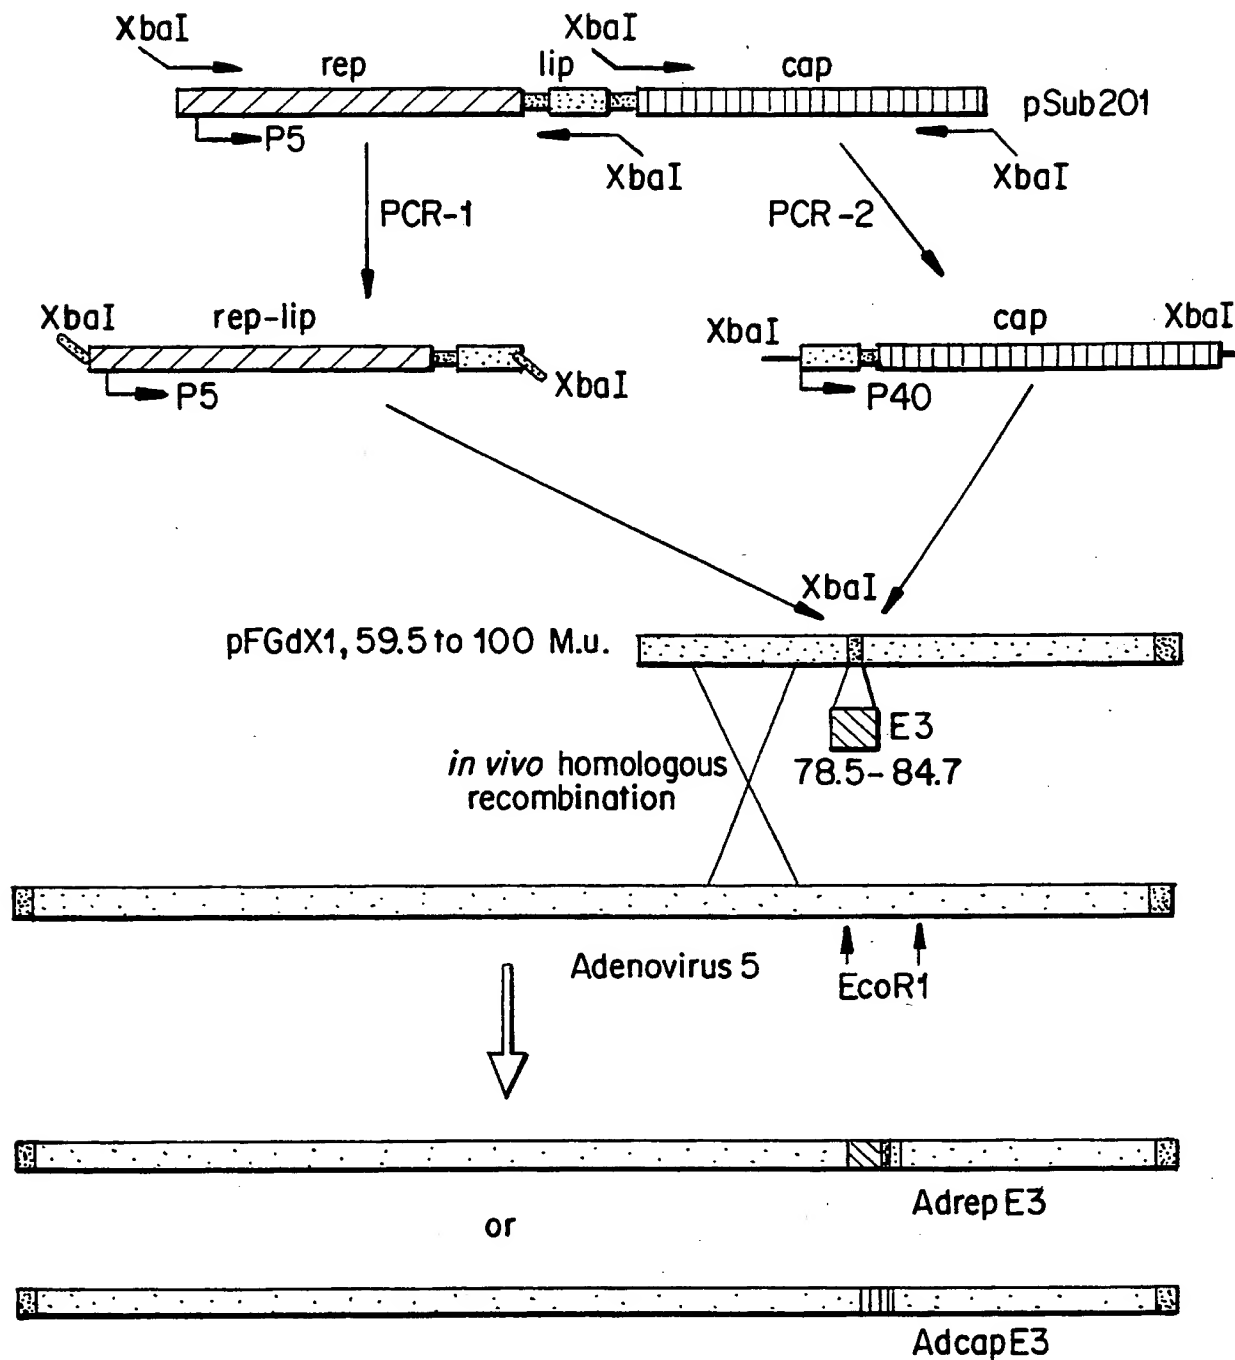 XbaI
rep
lip
XbaI
cap
pSub201
P5
XbaI
XbaI
PCR-1
PCR-2
XbaI
rep-lip
XbaI
P5
XbaI
cap
XbaI
P40
XbaI
pFGdX1, 59.5 to 100 M.u.
E3
78.5-84.7
in vivo homologous
recombination
Adenovirus 5
EcoR1
Adrep E3
or
AdcapE3